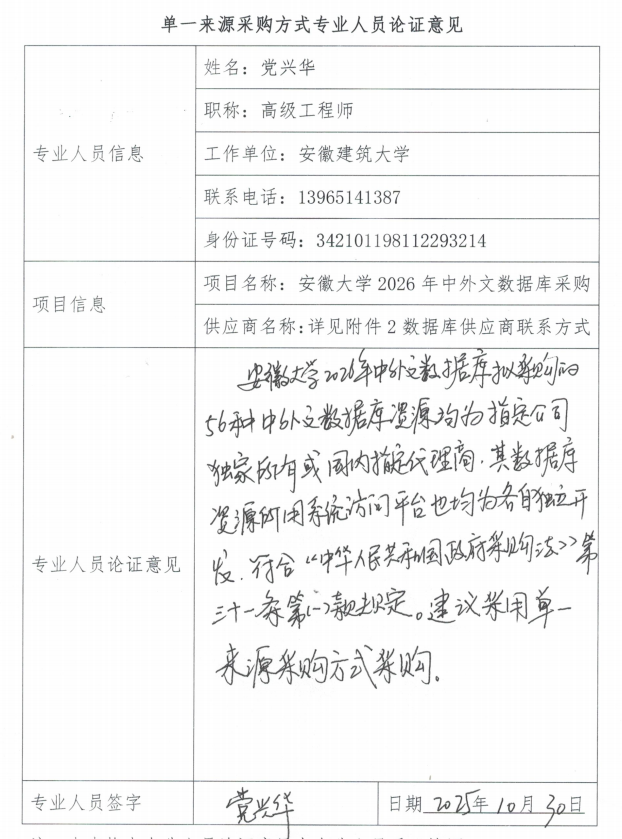 单一来源采购方式专业人员论证意见
专业人员信息
姓名：党兴华
职称：高级工程师
工作单位：安徽建筑大学
联系电话：13965141387
身份证号码：342101198112293214
项目信息
项目名称：安徽大学2026年中外文数据库采购
供应商名称：详见附件2数据库供应商联系方式
专业人员论证意见
安徽大学2026年中外文数据库拟采购的
56种中外文数据库资源均为指定公司
独家所有或国内指定代理商，其数据库
资源所用系统访问平台也均为各自独立开
发，符合《中华人民共和国政府采购法》第
三十一条第(一)款规定。建议采用单一
来源采购方式采购。
专业人员签字
党兴华
日期 2025年10月30日